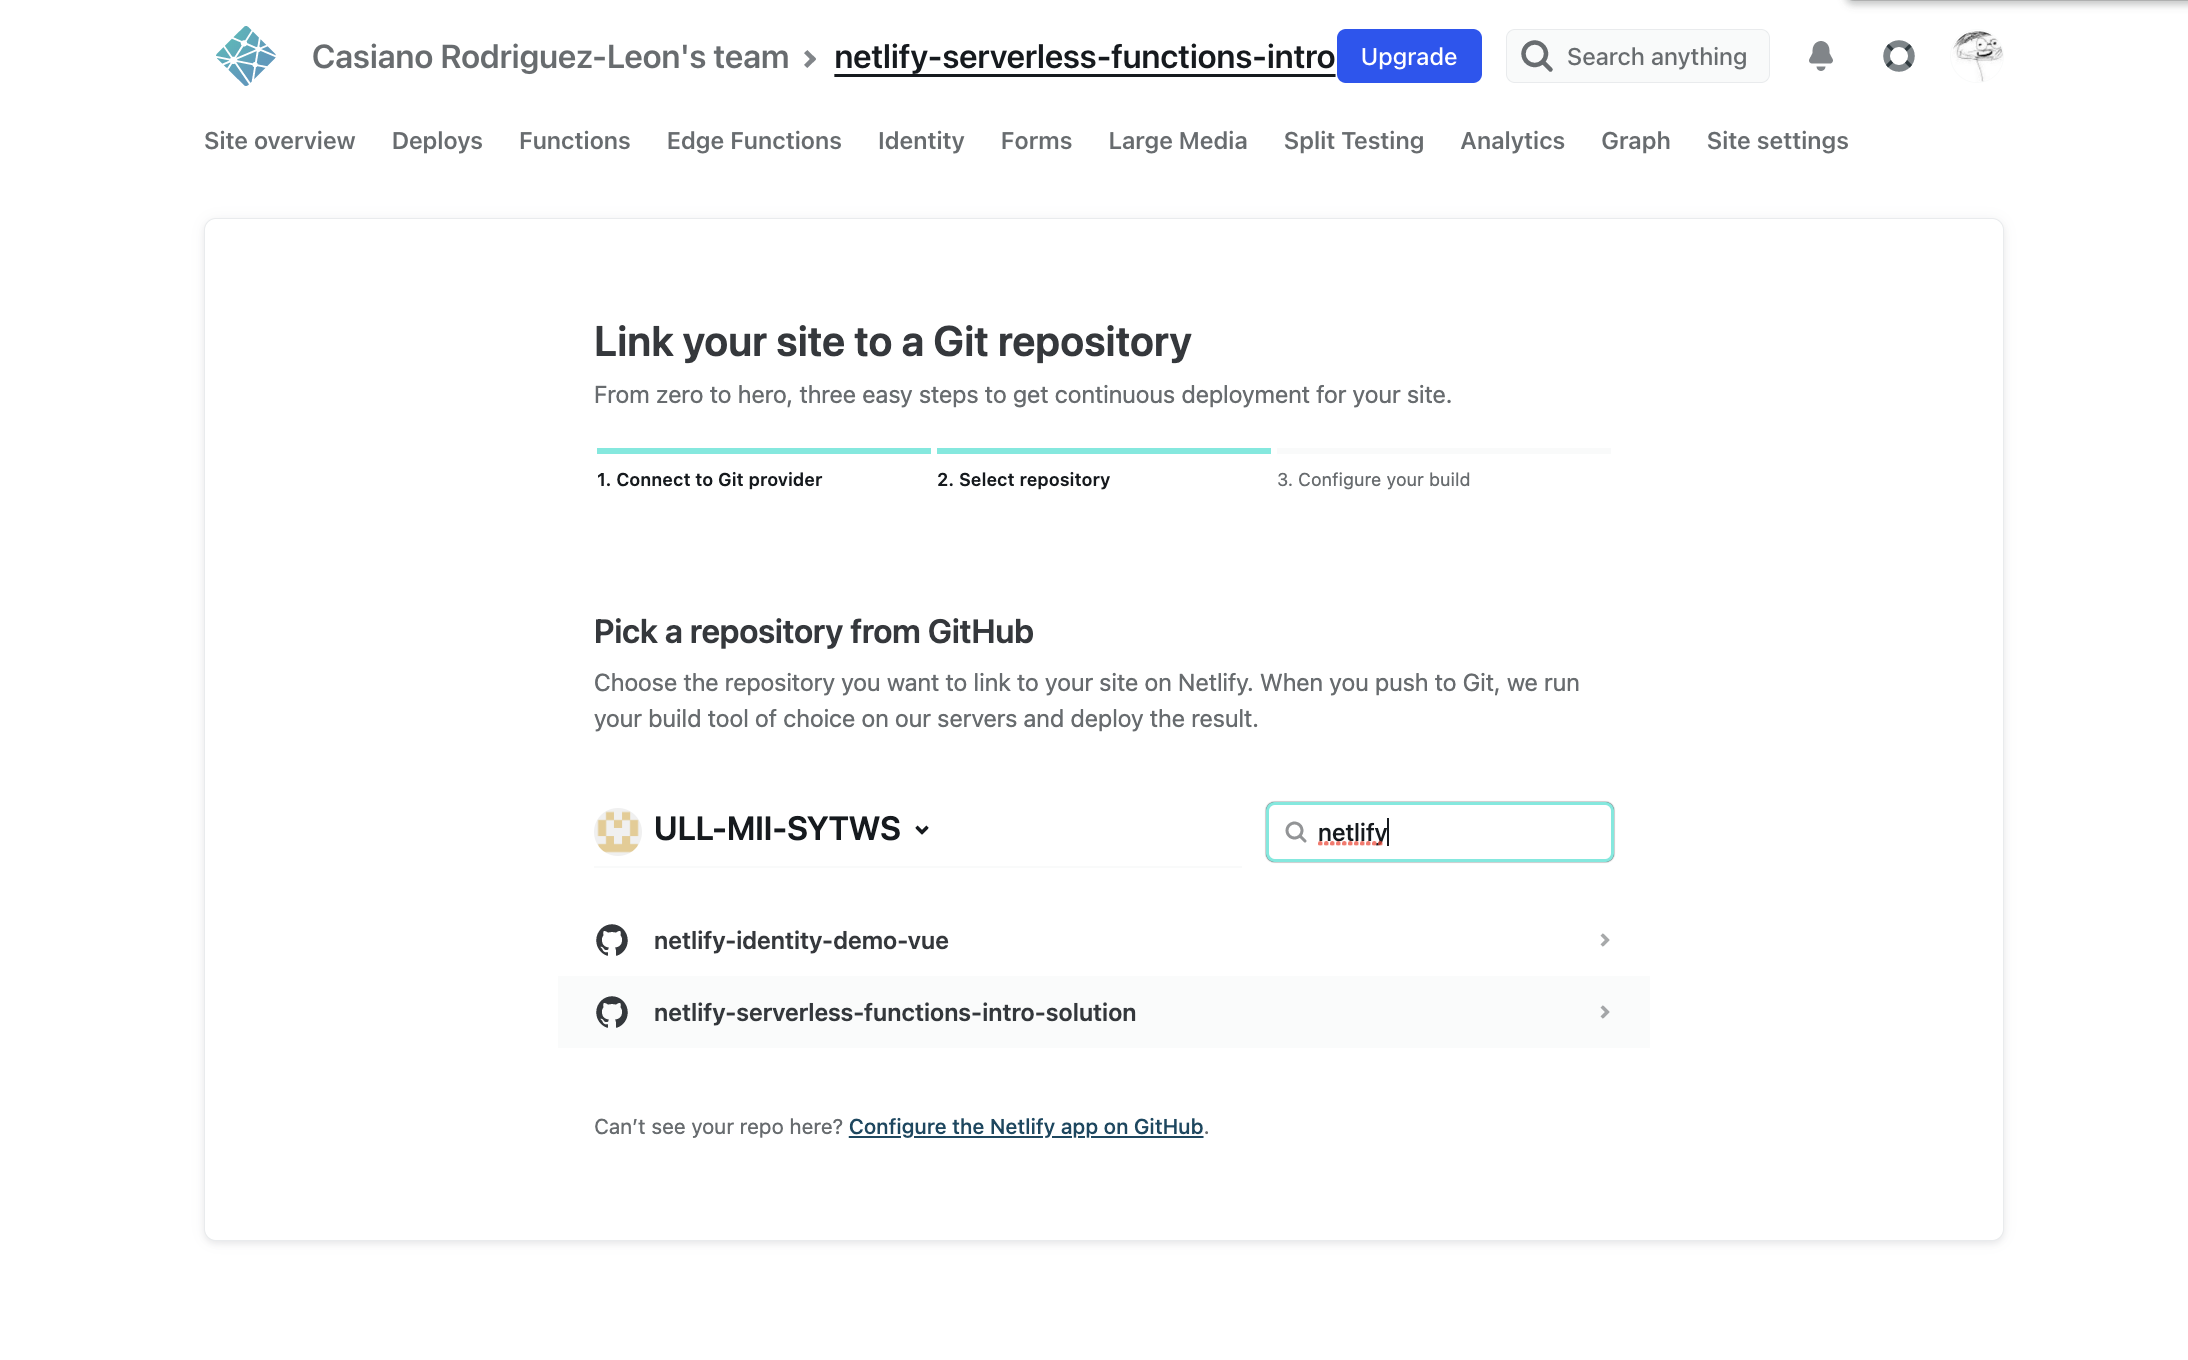 Casiano Rodriguez-Leon's team > netlify-serverless-functions-intro Upgrade Search anything
Site overview Deploys Functions Edge Functions Identity Forms Large Media Split Testing Analytics Graph Site settings
Link your site to a Git repository
From zero to hero, three easy steps to get continuous deployment for your site.
1. Connect to Git provider 2. Select repository 3. Configure your build
Pick a repository from GitHub
Choose the repository you want to link to your site on Netlify. When you push to Git, we run
your build tool of choice on our servers and deploy the result.
ULL-MII-SYTWS netlify
netlify-identity-demo-vue
netlify-serverless-functions-intro-solution
Can’t see your repo here? Configure the Netlify app on GitHub.